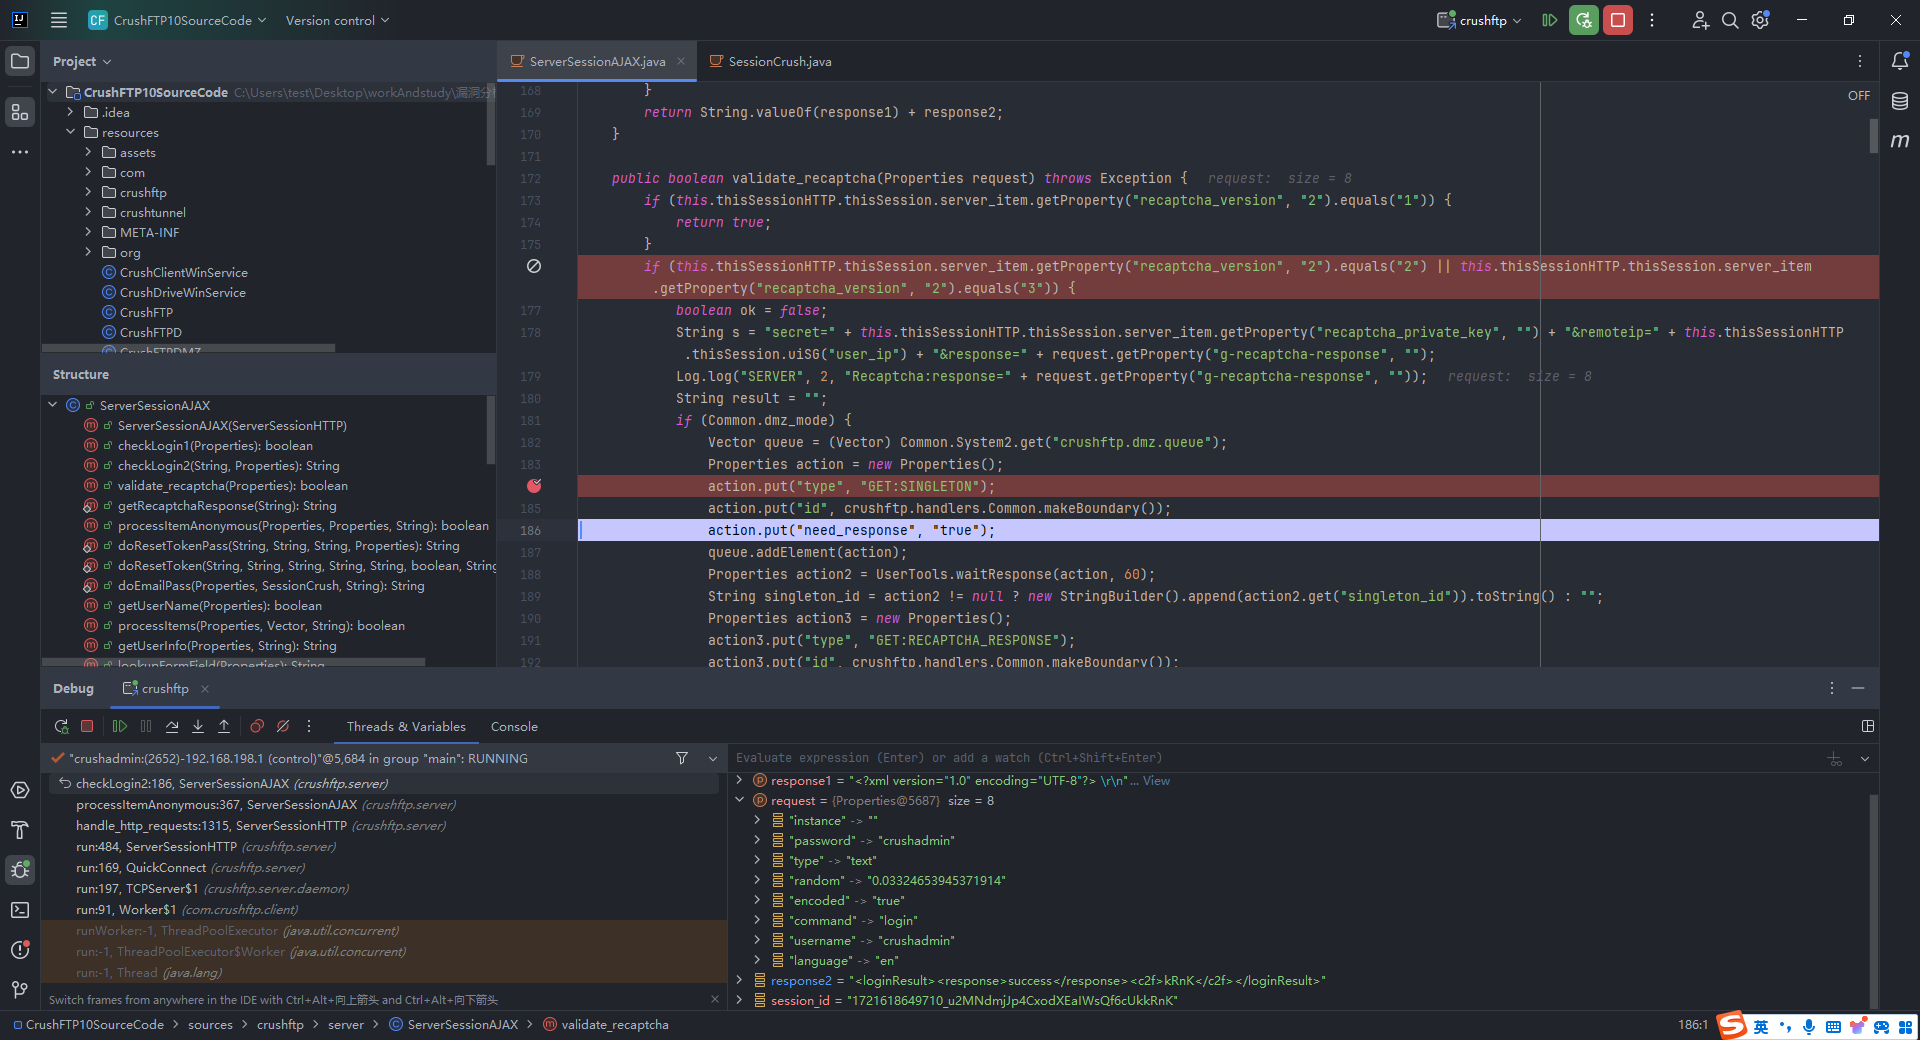 CF CrushFTP10SourceCode Version control crushftp
Project
ServerSessionAJAX.java
SessionCrush.java
OFF
CrushFTP10SourceCode C:\Users\test\Desktop\workAndstudy\漏洞分
.idea
resources
assets
com
crushftp
crushtunnel
META-INF
org
CrushClientWinService
CrushDriveWinService
CrushFTP
CrushFTPD
CrushFTPDMZ
Structure
ServerSessionAJAX
ServerSessionAJAX(ServerSessionHTTP)
checkLogin1(Properties): boolean
checkLogin2(String, Properties): String
validate_recaptcha(Properties): boolean
getRecaptchaResponse(String): String
processItemAnonymous(Properties, Properties, String): boolean
doResetTokenPass(String, String, String, Properties): String
doResetToken(String, String, String, String, boolean, String
doEmailPass(Properties, SessionCrush, String): String
getUserName(Properties): boolean
processItems(Properties, Vector, String): boolean
getUserInfo(Properties, String): String
lookupFormField(Properties): String
168 }
169 return String.valueOf(response1) + response2;
170 }
171
172 public boolean validate_recaptcha(Properties request) throws Exception { request: size = 8
173 if (this.thisSessionHTTP.thisSession.server_item.getProperty("recaptcha_version", "2").equals("1")) {
174 return true;
175 }
if (this.thisSessionHTTP.thisSession.server_item.getProperty("recaptcha_version", "2").equals("2") || this.thisSessionHTTP.thisSession.server_item
.getProperty("recaptcha_version", "2").equals("3")) {
177 boolean ok = false;
178 String s = "secret=" + this.thisSessionHTTP.thisSession.server_item.getProperty("recaptcha_private_key", "") + "&remoteip=" + this.thisSessionHTTP
.thisSession.uiSG("user_ip") + "&response=" + request.getProperty("g-recaptcha-response", "");
179 Log.log("SERVER", 2, "Recaptcha:response=" + request.getProperty("g-recaptcha-response", "")); request: size = 8
180 String result = "";
181 if (Common.dmz_mode) {
182 Vector queue = (Vector) Common.System2.get("crushftp.dmz.queue");
183 Properties action = new Properties();
action.put("type", "GET:SINGLETON");
185 action.put("id", crushftp.handlers.Common.makeBoundary());
186 action.put("need_response", "true");
187 queue.addElement(action);
188 Properties action2 = UserTools.waitResponse(action, 60);
189 String singleton_id = action2 != null ? new StringBuilder().append(action2.get("singleton_id")).toString() : "";
190 Properties action3 = new Properties();
191 action3.put("type", "GET:RECAPTCHA_RESPONSE");
192 action3.put("id", crushftp.handlers.Common.makeBoundary());
Debug crushftp
Threads & Variables Console
"crushadmin:(2652)-192.168.198.1 (control)"@5,684 in group "main": RUNNING
checkLogin2:186, ServerSessionAJAX (crushftp.server)
processItemAnonymous:367, ServerSessionAJAX (crushftp.server)
handle_http_requests:1315, ServerSessionHTTP (crushftp.server)
run:484, ServerSessionHTTP (crushftp.server)
run:169, QuickConnect (crushftp.server)
run:197, TCPServer$1 (crushftp.server.daemon)
run:91, Worker$1 (com.crushftp.client)
runWorker:-1, ThreadPoolExecutor (java.util.concurrent)
run:-1, ThreadPoolExecutor$Worker (java.util.concurrent)
run:-1, Thread (java.lang)
Switch frames from anywhere in the IDE with Ctrl+Alt+向上箭头 and Ctrl+Alt+向下箭头
Evaluate expression (Enter) or add a watch (Ctrl+Shift+Enter)
response1 = "<?xml version="1.0" encoding="UTF-8"?> \r\n"... View
request = {Properties@5687} size = 8
"instance" -> ""
"password" -> "crushadmin"
"type" -> "text"
"random" -> "0.03324653945371914"
"encoded" -> "true"
"command" -> "login"
"username" -> "crushadmin"
"language" -> "en"
response2 = "<loginResult><response>success</response><c2f>kRnK</c2f></loginResult>"
session_id = "1721618649710_u2MNdmjJp4CxodXEaIWsQf6cUkkRnK"
CrushFTP10SourceCode > sources > crushftp > server > ServerSessionAJAX > validate_recaptcha
186:1
英